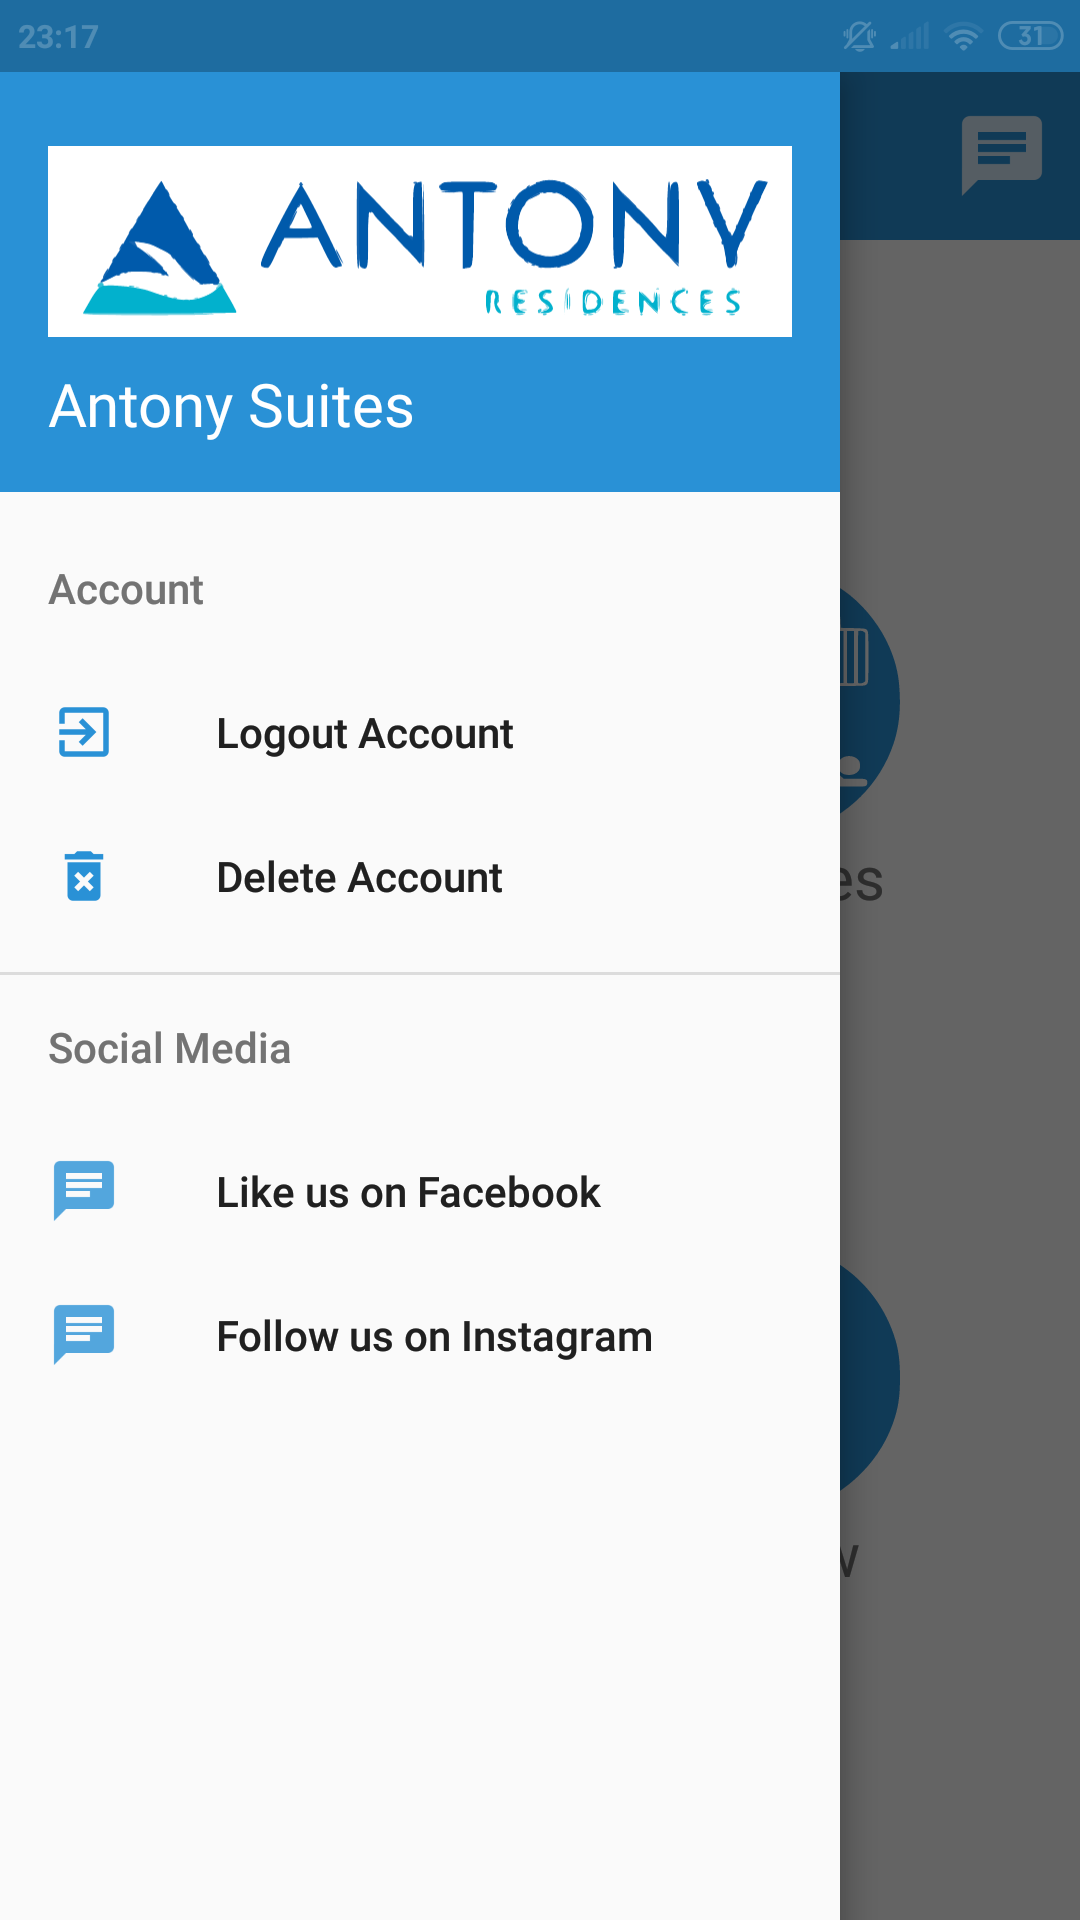 23:17
31
ANTONY
RESIDENCES
Antony Suites
Account
Logout Account
Delete Account
es
Social Media
Like us on Facebook
Follow us on Instagram